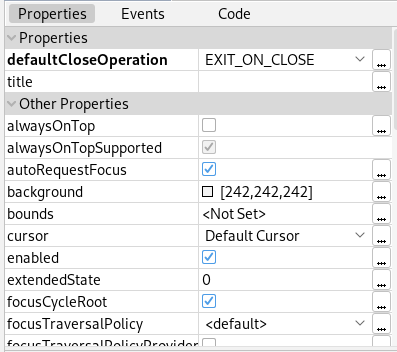 Properties Events Code
Properties
defaultCloseOperation EXIT_ON_CLOSE ...
title ...
Other Properties
alwaysOnTop ...
alwaysOnTopSupported
autoRequestFocus ...
background [242,242,242] ...
bounds <Not Set> ...
cursor Default Cursor ...
enabled ...
extendedState 0 ...
focusCycleRoot ...
focusTraversalPolicy <default> ...
focusTraversalPolicyProvider ...